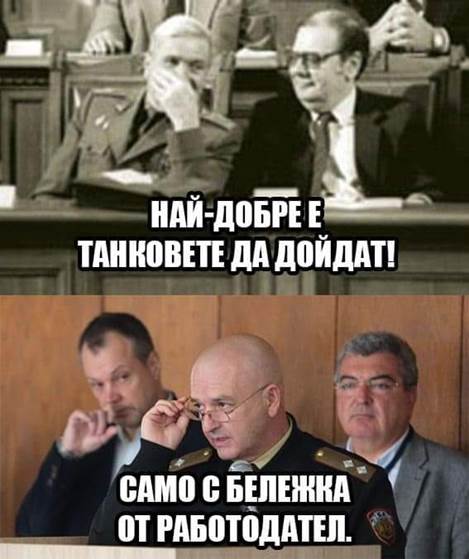 НАЙ-ДОБРЕ Е
ТАНКОВЕТЕ ДА ДОЙДАТ!
САМО С БЕЛЕЖКА
ОТ РАБОТОДАТЕЛ.